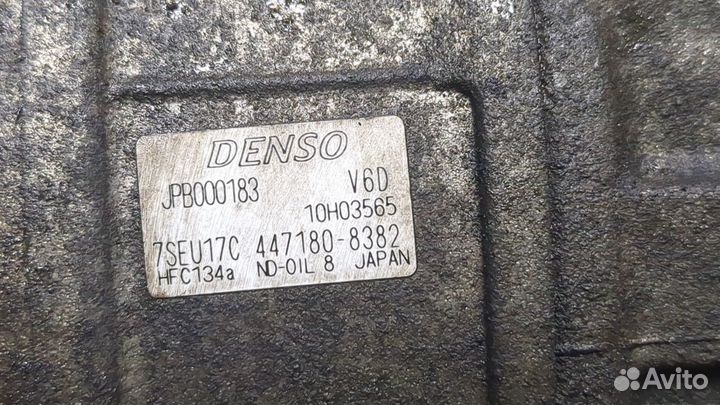 DENSO
JPB000183 V6D
10H03565
7SEU17C 447180-8382
HFC134a ND-OIL 8 JAPAN
Avito